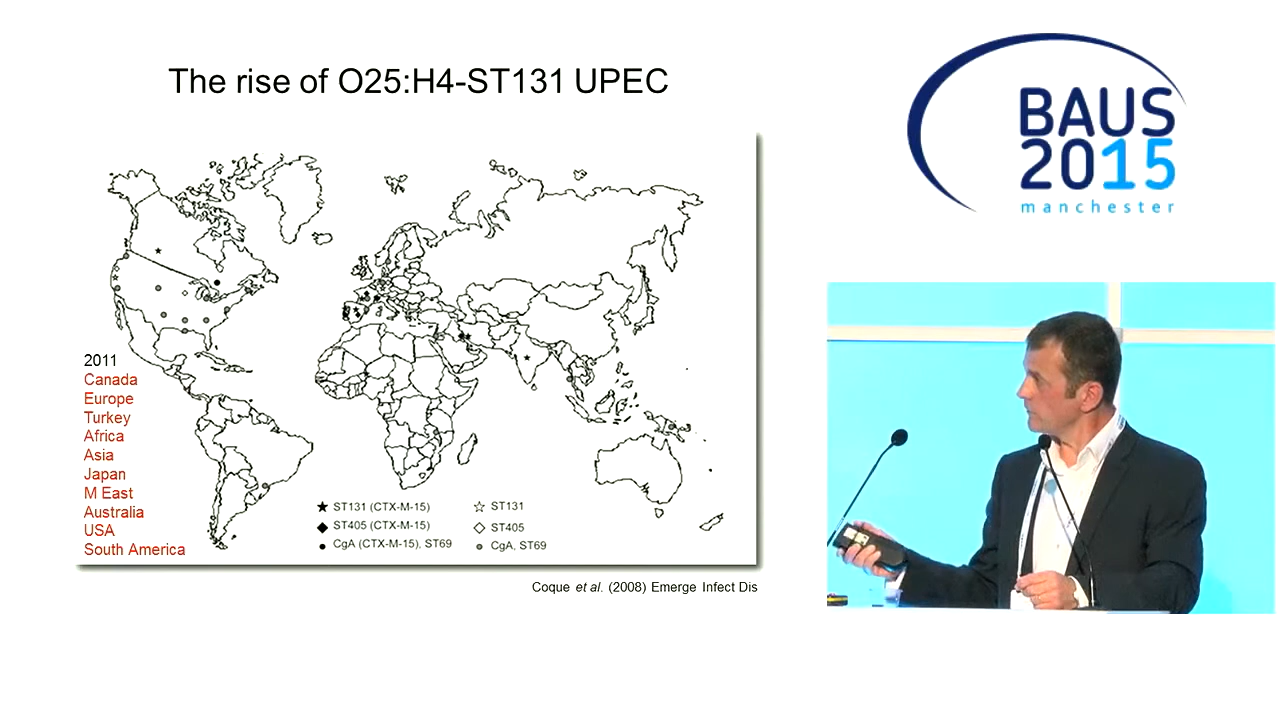 The rise of O25:H4-ST131 UPEC
2011
Canada
Europe
Turkey
Africa
Asia
Japan
M East
Australia
USA
South America
ST131 (CTX-M-15)
ST405 (CTX-M-15)
CgA (CTX-M-15), ST69
ST131
ST405
CgA, ST69
Coque et al. (2008) Emerge Infect Dis
BAUS
2015
manchester